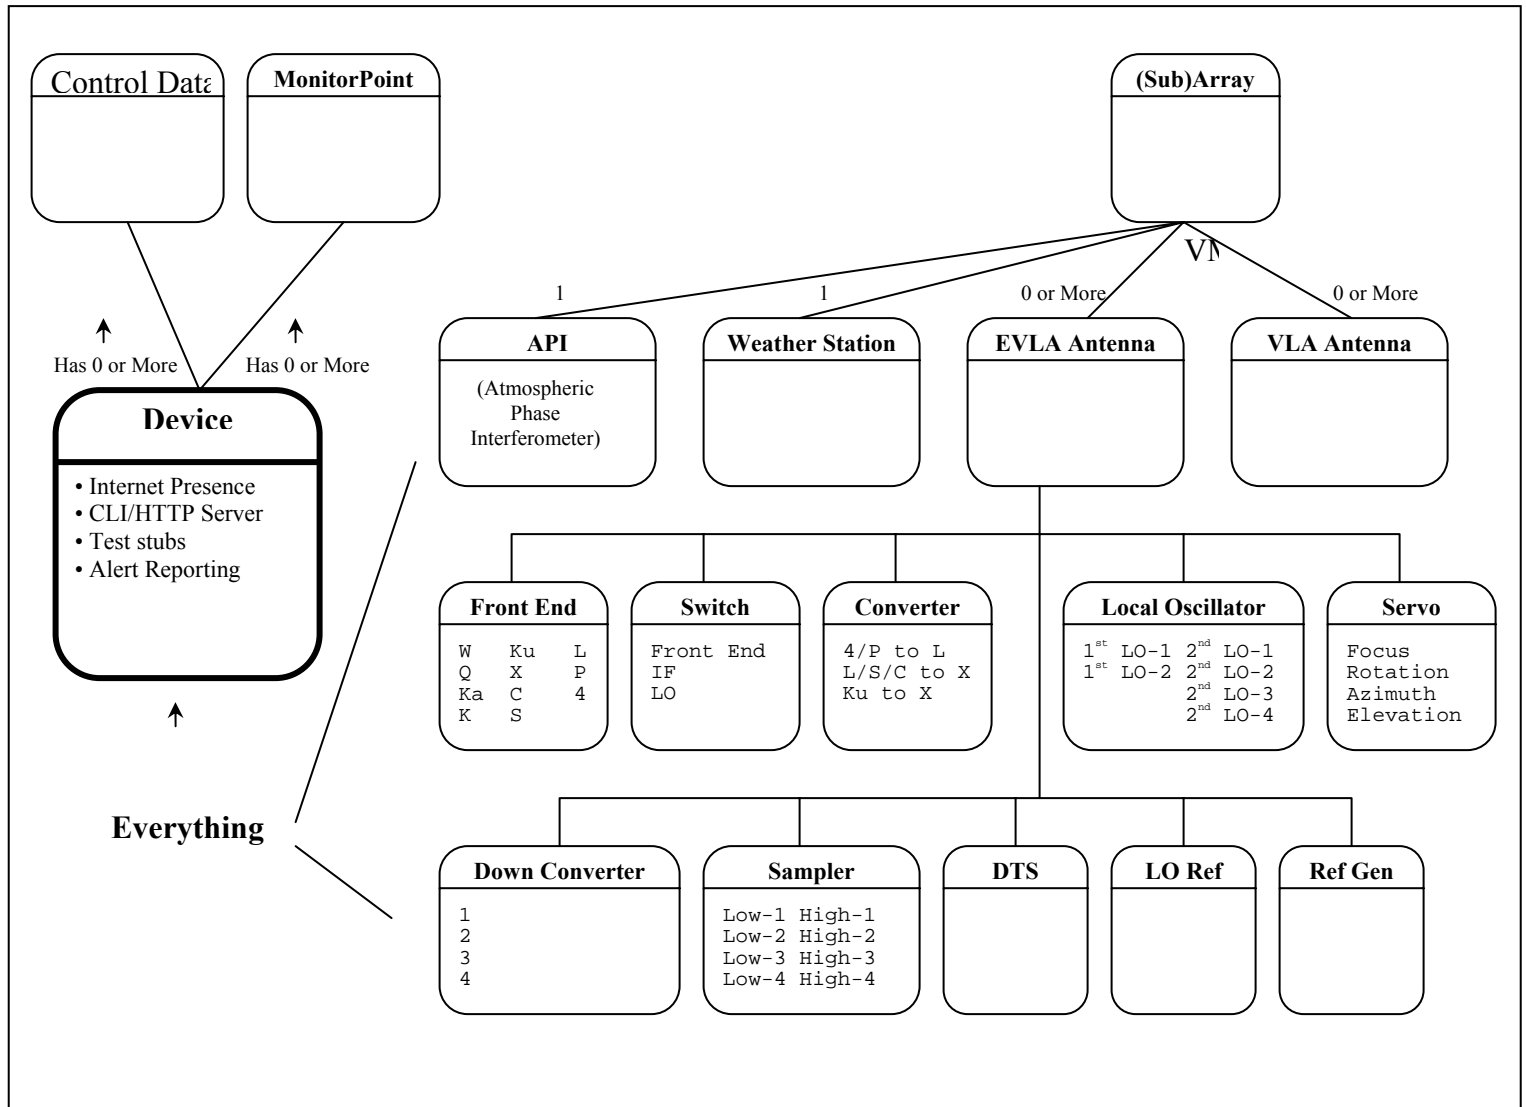 Control Data
MonitorPoint
(Sub)Array
1
1
0 or More
0 or More
Has 0 or More
Has 0 or More
Device
• Internet Presence
• CLI/HTTP Server
• Test stubs
• Alert Reporting
API
(Atmospheric
Phase
Interferometer)
Weather Station
EVLA Antenna
VLA Antenna
Front End
W Ku L
Q X P
Ka C 4
K S
Switch
Front End
IF
LO
Converter
4/P to L
L/S/C to X
Ku to X
Local Oscillator
1st LO-1 2nd LO-1
1st LO-2 2nd LO-2
2nd LO-3
2nd LO-4
Servo
Focus
Rotation
Azimuth
Elevation
Everything
Down Converter
1
2
3
4
Sampler
Low-1 High-1
Low-2 High-2
Low-3 High-3
Low-4 High-4
DTS
LO Ref
Ref Gen